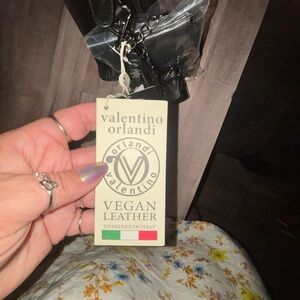 valentino
orlandi
orlandi
valentino
VEGAN
LEATHER
DESIGNED IN ITALY